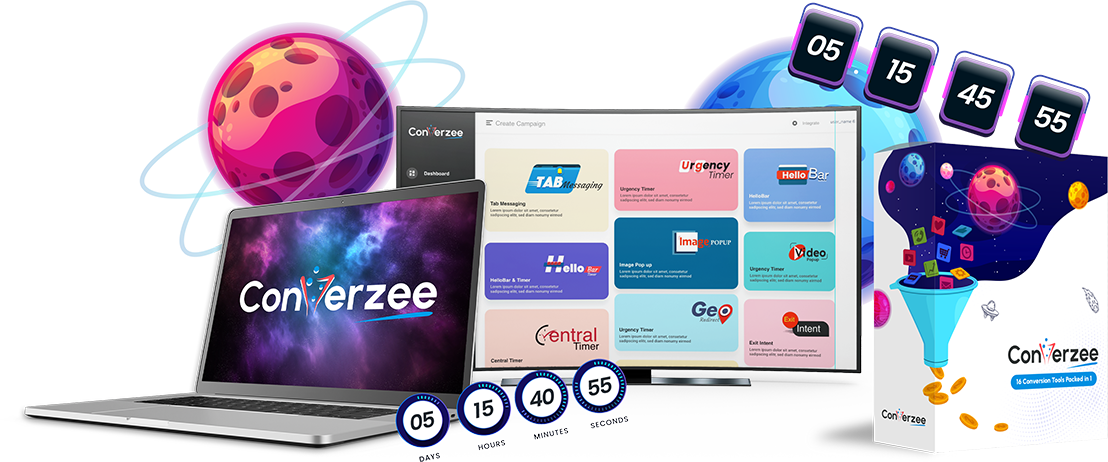 05
15
45
55
Converzee
Create Campaign
Integrate
Dashboard
TAB Messaging
Tab Messaging
Lorem ipsum dolor sit amet, consetetur
sadipscing elitr, sed diam nonumy eirmod
Urgency
Timer
Urgency Timer
Lorem ipsum dolor sit amet, consetetur
sadipscing elitr, sed diam nonumy eirmod
Hello Bar
HelloBar
Lorem ipsum dolor sit amet, consetetur
sadipscing elitr, sed diam nonumy eirmod
Hello Bar
Timer
HelloBar & Timer
Lorem ipsum dolor sit amet, consetetur
sadipscing elitr, sed diam nonumy eirmod
Image POPUP
Image Pop up
Lorem ipsum dolor sit amet, consetetur
sadipscing elitr, sed diam nonumy eirmod
Video
Popup
Urgency Timer
Lorem ipsum dolor sit amet, consetetur
sadipscing elitr, sed diam nonumy eirmod
Central
Timer
Central Timer
Geo
Redirect
Urgency Timer
Lorem ipsum dolor sit amet, consetetur
sadipscing elitr, sed diam nonumy eirmod
Exit
Intent
Exit Intent
Lorem ipsum dolor sit amet, consetetur
sadipscing elitr, sed diam nonumy eirmod
Converzee
05
DAYS
15
HOURS
40
MINUTES
55
SECONDS
Converzee
16 Conversion Tools Packed in 1
Converzee